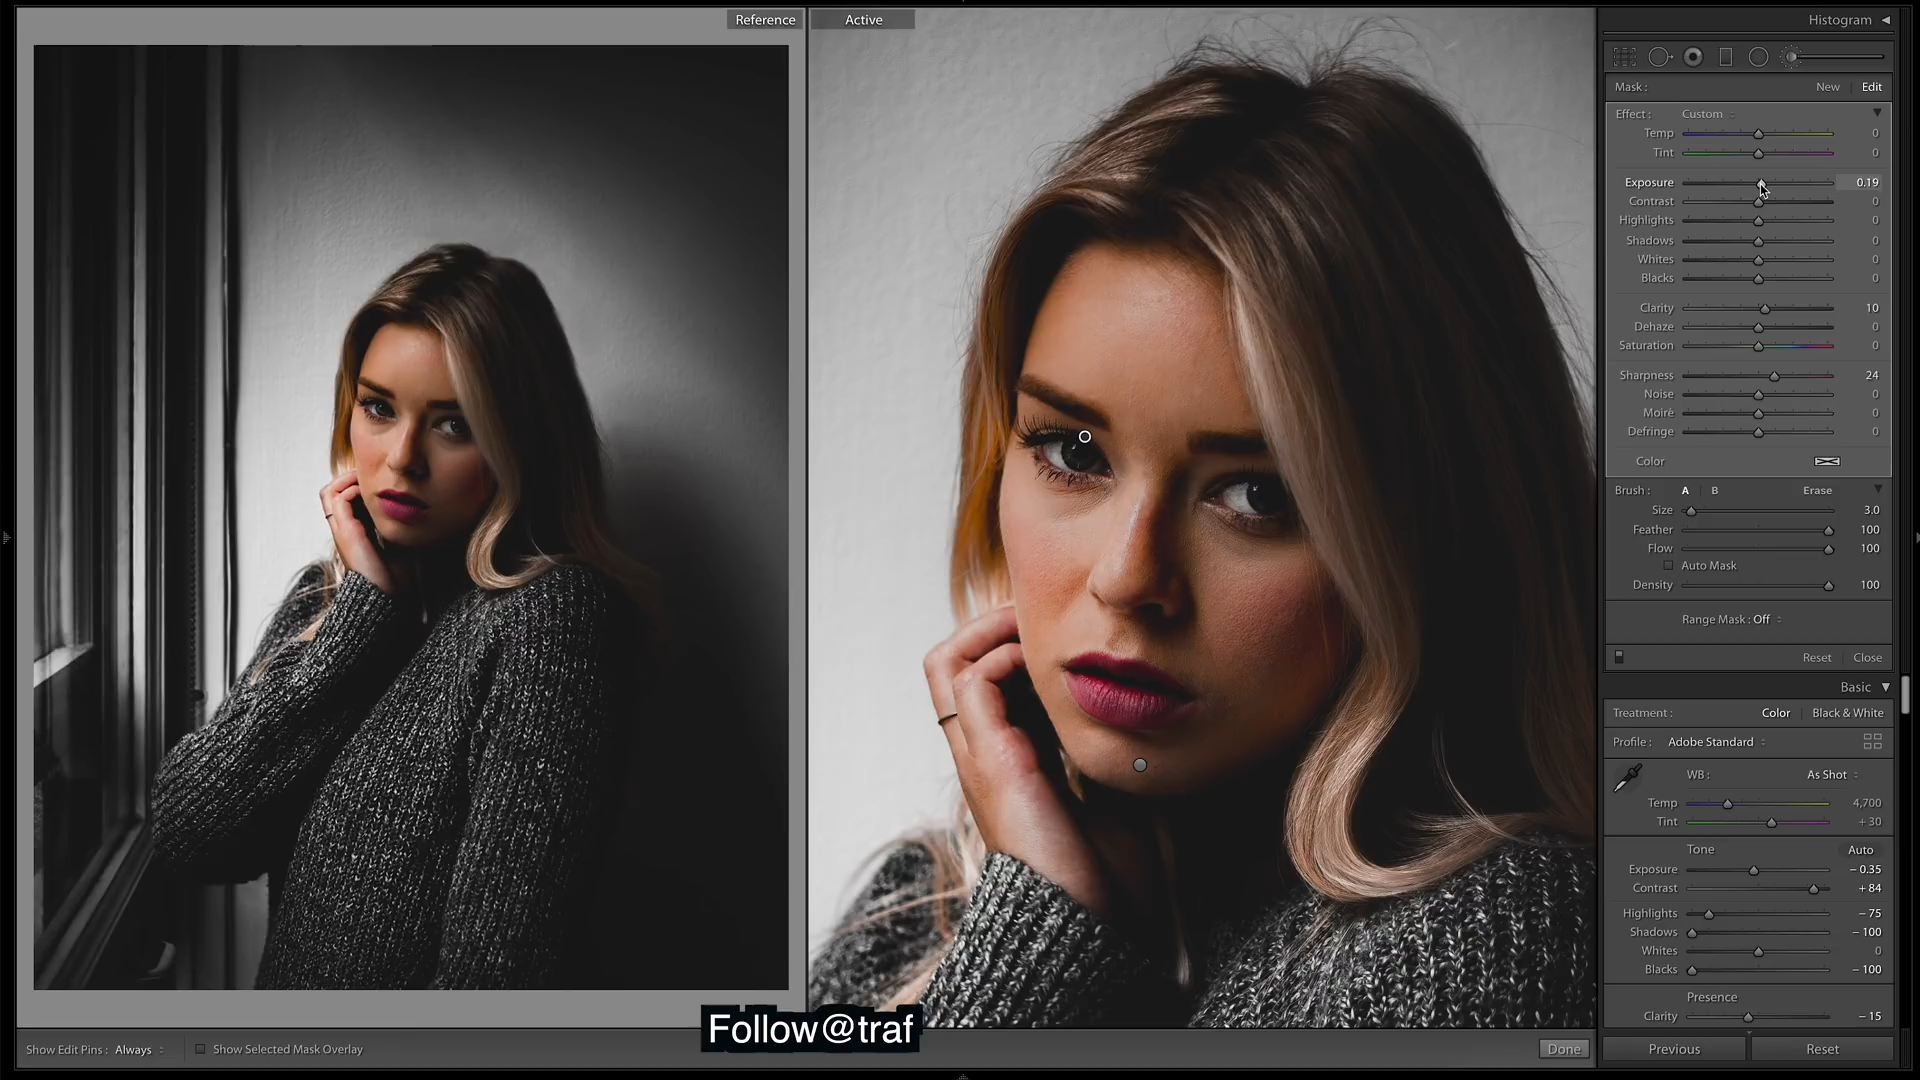 Reference
Active
Histogram
Mask : New Edit
Effect : Custom
Temp 0
Tint 0
Exposure 0.19
Contrast 0
Highlights 0
Shadows 0
Whites 0
Blacks 0
Clarity 10
Dehaze 0
Saturation 0
Sharpness 24
Noise 0
Moiré 0
Defringe 0
Color
Brush : A B Erase
Size 3.0
Feather 100
Flow 100
Auto Mask
Density 100
Range Mask : Off
Reset Close
Basic
Treatment : Color Black & White
Profile : Adobe Standard
WB : As Shot
Temp 4,700
Tint + 30
Tone Auto
Exposure – 0.35
Contrast + 84
Highlights – 75
Shadows – 100
Whites 0
Blacks – 100
Presence
Clarity – 15
Follow@traf
Show Edit Pins : Always Show Selected Mask Overlay Done Previous Reset